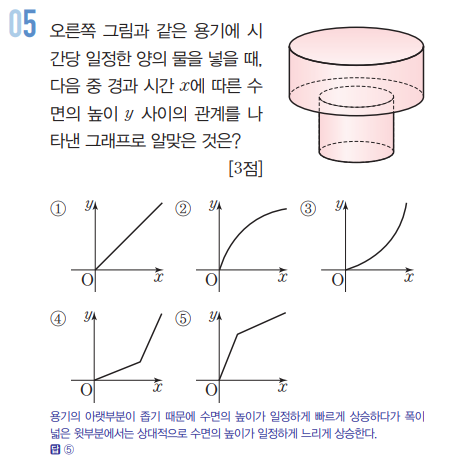 05 오른쪽 그림과 같은 용기에 시
간당 일정한 양의 물을 넣을 때,
다음 중 경과 시간 x에 따른 수
면의 높이 y 사이의 관계를 나
타낸 그래프로 알맞은 것은?
[3점]
① y O x ② y O x ③ y O x
④ y O x ⑤ y O x
용기의 아랫부분이 좁기 때문에 수면의 높이가 일정하게 빠르게 상승하다가 폭이
넓은 윗부분에서는 상대적으로 수면의 높이가 일정하게 느리게 상승한다.
답 ⑤